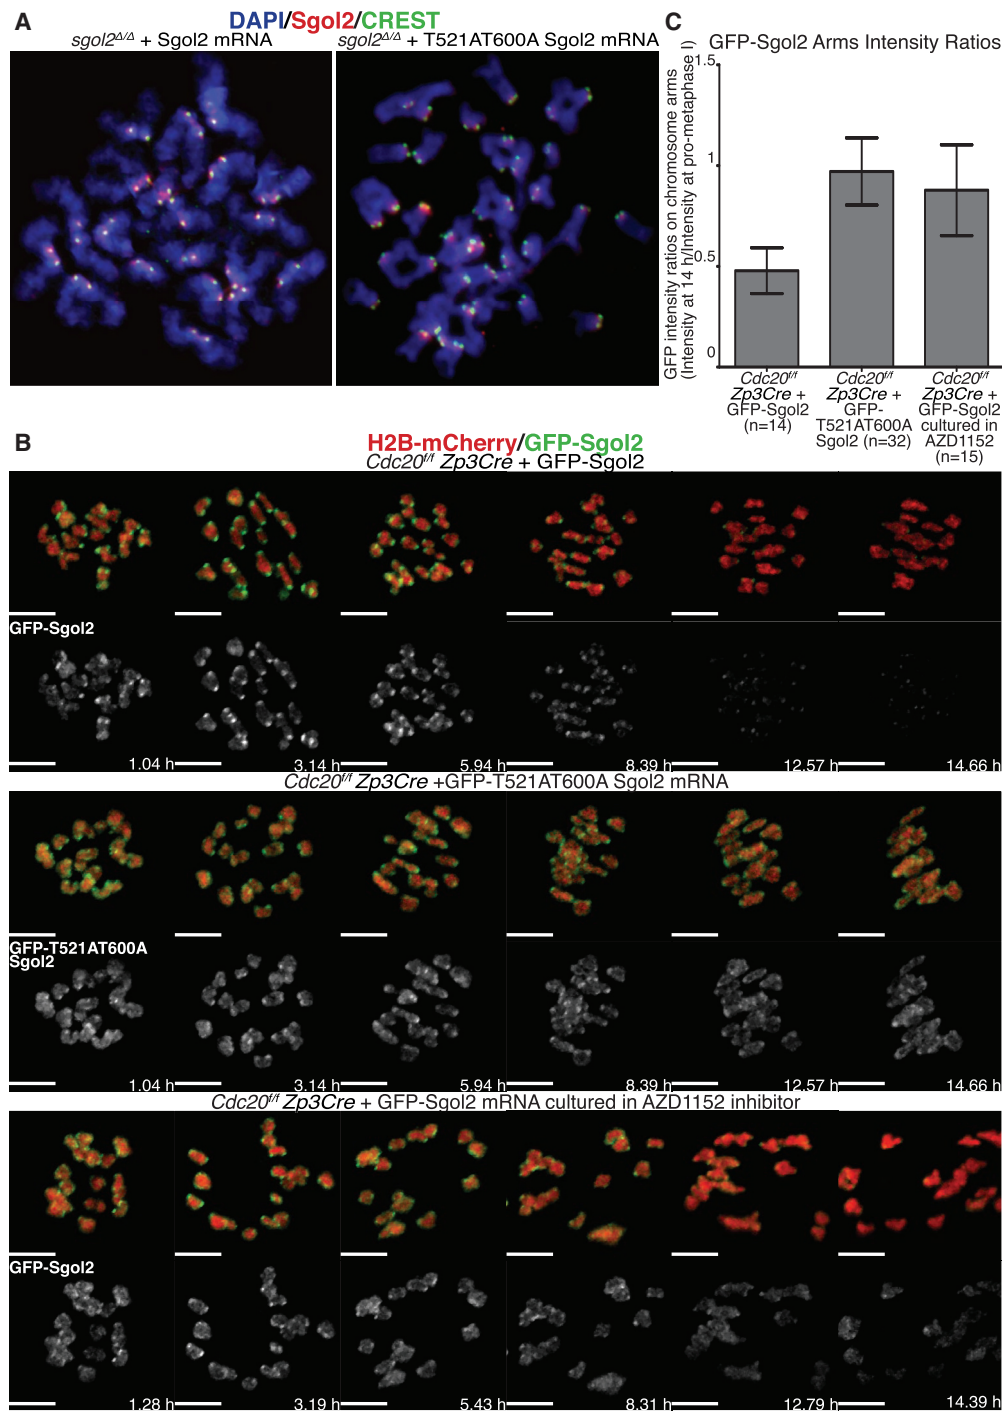 A
DAPI/Sgol2/CREST
sgol2Δ/Δ + Sgol2 mRNA
sgol2Δ/Δ + T521AT600A Sgol2 mRNA
C
GFP-Sgol2 Arms Intensity Ratios
GFP intensity ratios on chromosome arms
(Intensity at 14 h/Intensity at pro-metaphase I)
1.5
1
0.5
0
Cdc20f/f
Zp3Cre +
GFP-Sgol2
(n=14)
Cdc20f/f
Zp3Cre +
GFP-
T521AT600A
Sgol2 (n=32)
Cdc20f/f
Zp3Cre +
GFP-Sgol2
cultured in
AZD1152
(n=15)
B
H2B-mCherry/GFP-Sgol2
Cdc20f/f Zp3Cre + GFP-Sgol2
GFP-Sgol2
1.04 h
3.14 h
5.94 h
8.39 h
12.57 h
14.66 h
Cdc20f/f Zp3Cre +GFP-T521AT600A Sgol2 mRNA
GFP-T521AT600A
Sgol2
1.04 h
3.14 h
5.94 h
8.39 h
12.57 h
14.66 h
Cdc20f/f Zp3Cre + GFP-Sgol2 mRNA cultured in AZD1152 inhibitor
GFP-Sgol2
1.28 h
3.19 h
5.43 h
8.31 h
12.79 h
14.39 h